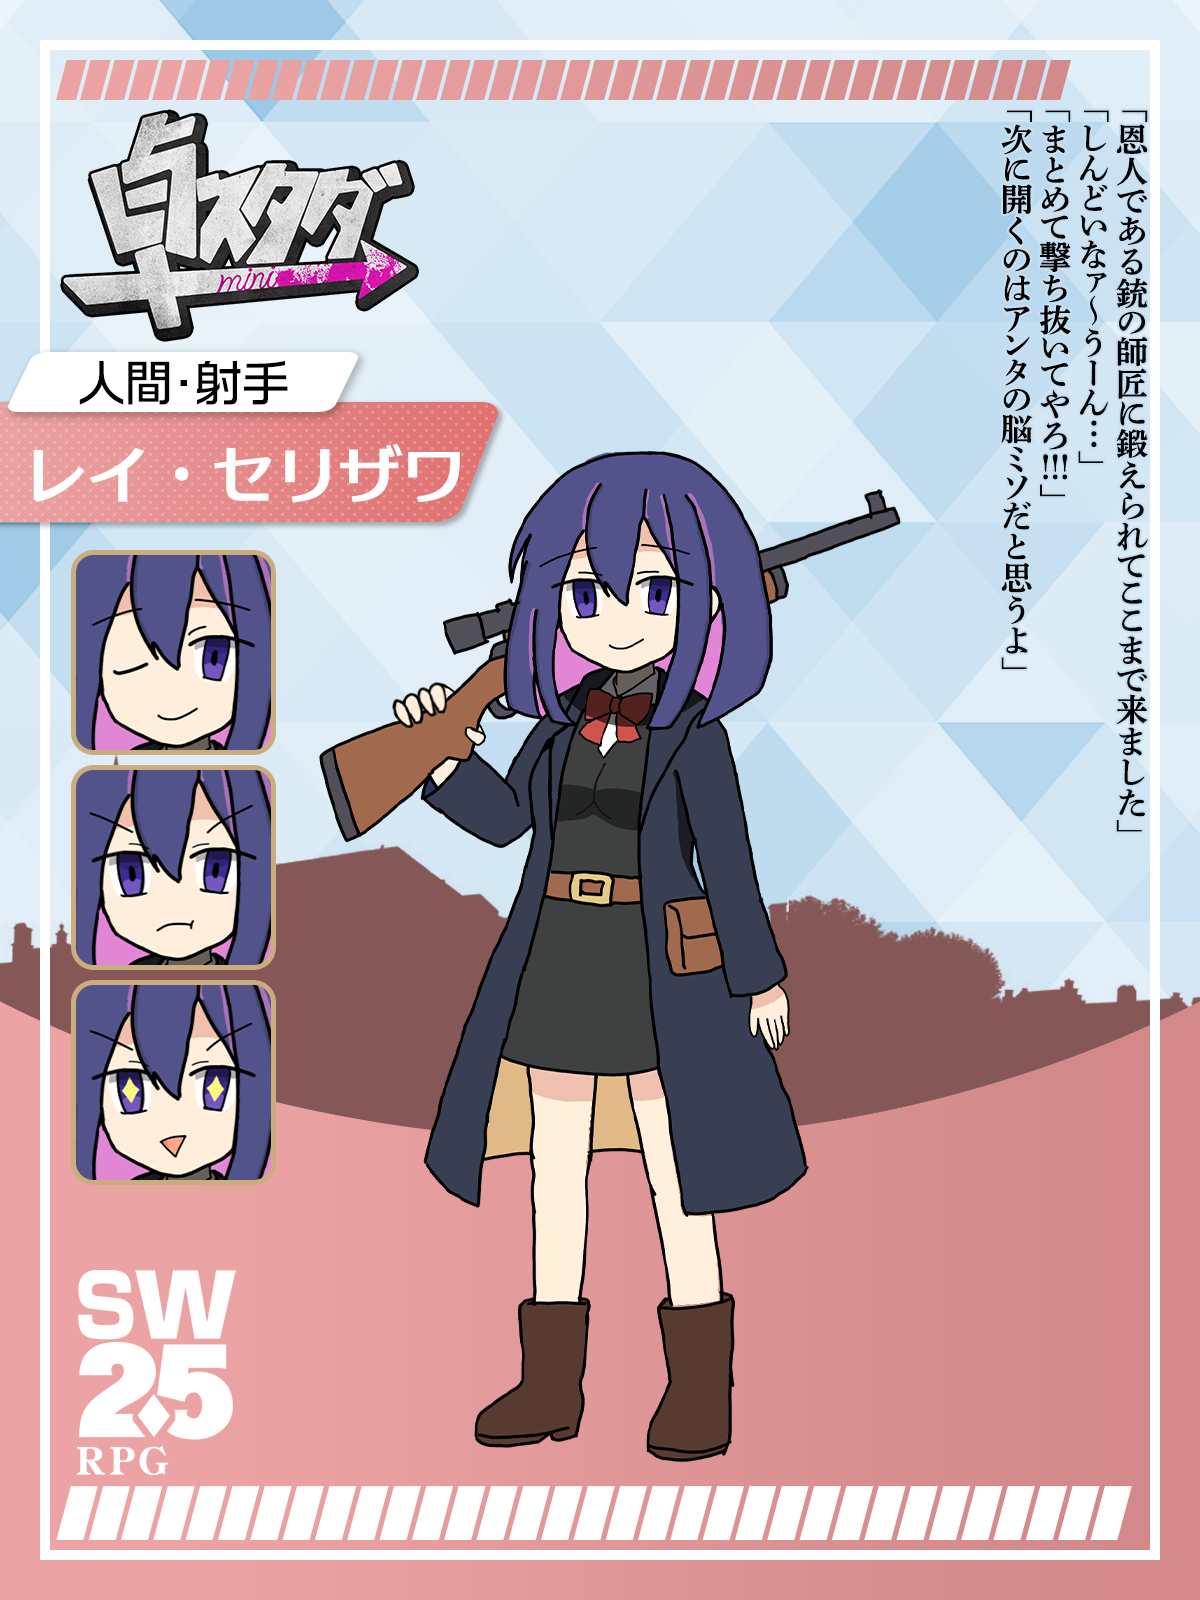 卓スタダ
mini
人間・射手
レイ・セリザワ
「恩人である銃の師匠に鍛えられてここまで来ました」
「しんどいなァ〜うーん…」
「まとめて撃ち抜いてやろ!!!」
「次に開くのはアンタの脳ミソだと思うよ」
SW
2.5
RPG